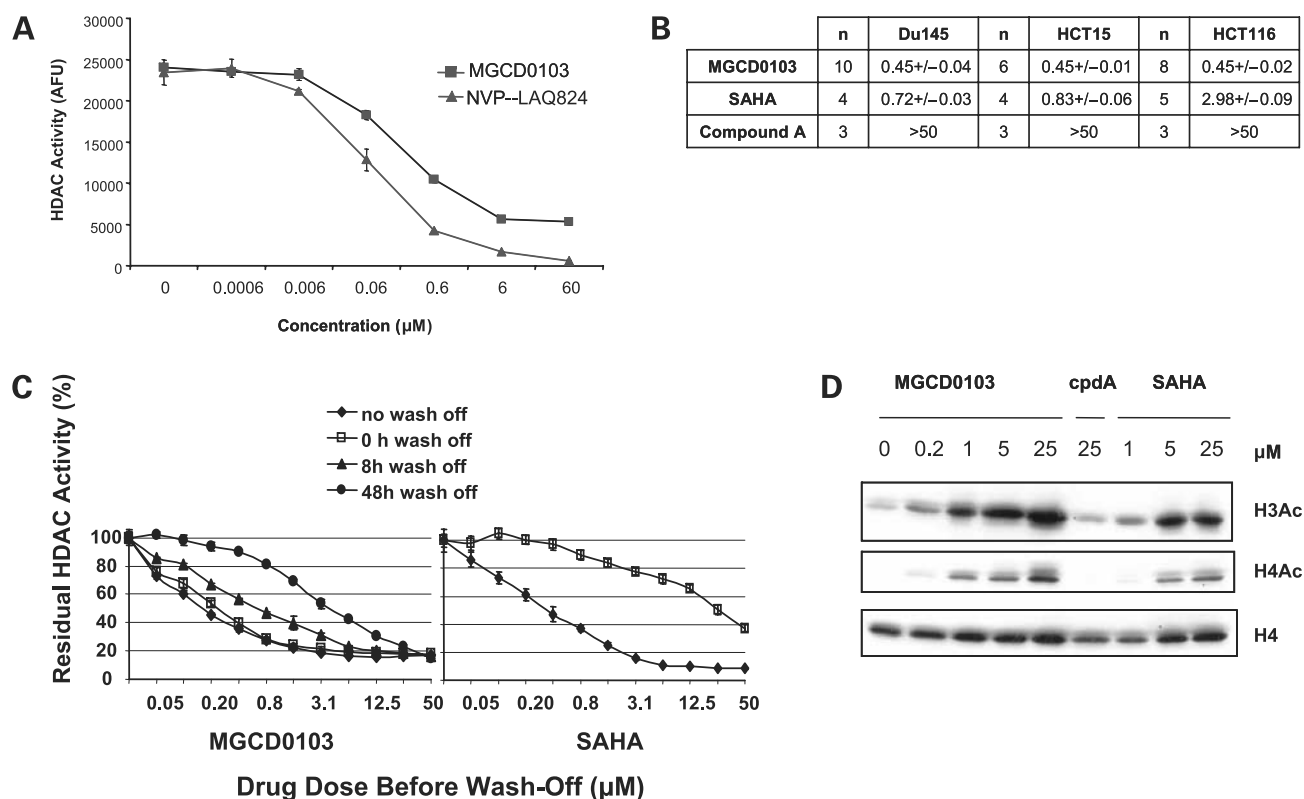 A
HDAC Activity (AFU)
30000
25000
20000
15000
10000
5000
0
MGCD0103
NVP--LAQ824
0 0.0006 0.006 0.06 0.6 6 60
Concentration (µM)
B
n Du145 n HCT15 n HCT116
MGCD0103 10 0.45+/−0.04 6 0.45+/−0.01 8 0.45+/−0.02
SAHA 4 0.72+/−0.03 4 0.83+/−0.06 5 2.98+/−0.09
Compound A 3 >50 3 >50 3 >50
C
Residual HDAC Activity (%)
no wash off
0 h wash off
8h wash off
48h wash off
100
80
60
40
20
0
0.05 0.20 0.8 3.1 12.5 50
0.05 0.20 0.8 3.1 12.5 50
MGCD0103
SAHA
Drug Dose Before Wash-Off (µM)
D
MGCD0103 cpdA SAHA
0 0.2 1 5 25 25 1 5 25 µM
H3Ac
H4Ac
H4